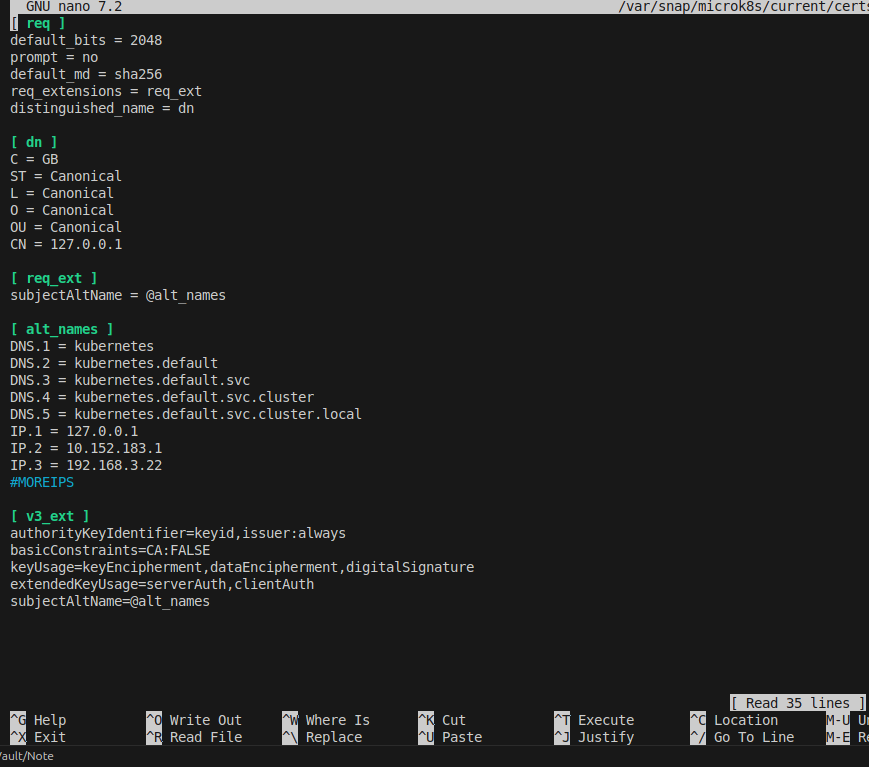 GNU nano 7.2 /var/snap/microk8s/current/certs
[ req ]
default_bits = 2048
prompt = no
default_md = sha256
req_extensions = req_ext
distinguished_name = dn
[ dn ]
C = GB
ST = Canonical
L = Canonical
O = Canonical
OU = Canonical
CN = 127.0.0.1
[ req_ext ]
subjectAltName = @alt_names
[ alt_names ]
DNS.1 = kubernetes
DNS.2 = kubernetes.default
DNS.3 = kubernetes.default.svc
DNS.4 = kubernetes.default.svc.cluster
DNS.5 = kubernetes.default.svc.cluster.local
IP.1 = 127.0.0.1
IP.2 = 10.152.183.1
IP.3 = 192.168.3.22
#MOREIPS
[ v3_ext ]
authorityKeyIdentifier=keyid,issuer:always
basicConstraints=CA:FALSE
keyUsage=keyEncipherment,dataEncipherment,digitalSignature
extendedKeyUsage=serverAuth,clientAuth
subjectAltName=@alt_names
[ Read 35 lines ]
^G Help ^O Write Out ^W Where Is ^K Cut ^T Execute ^C Location M-U
^X Exit ^R Read File ^\ Replace ^U Paste ^J Justify ^/ Go To Line M-E
ault/Note